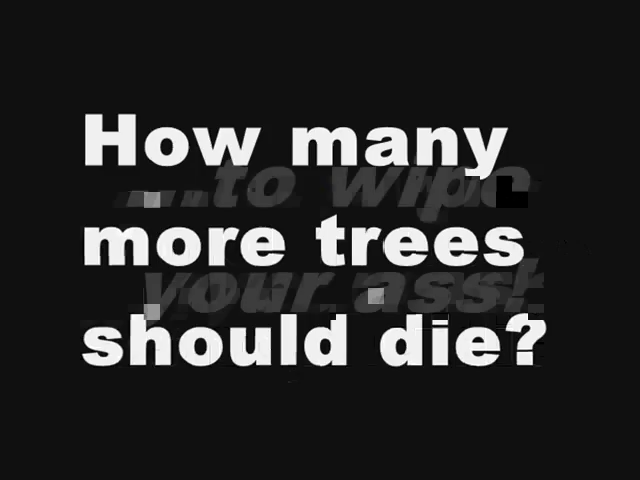 How many
...to wipe
more trees
your ass!
should die?